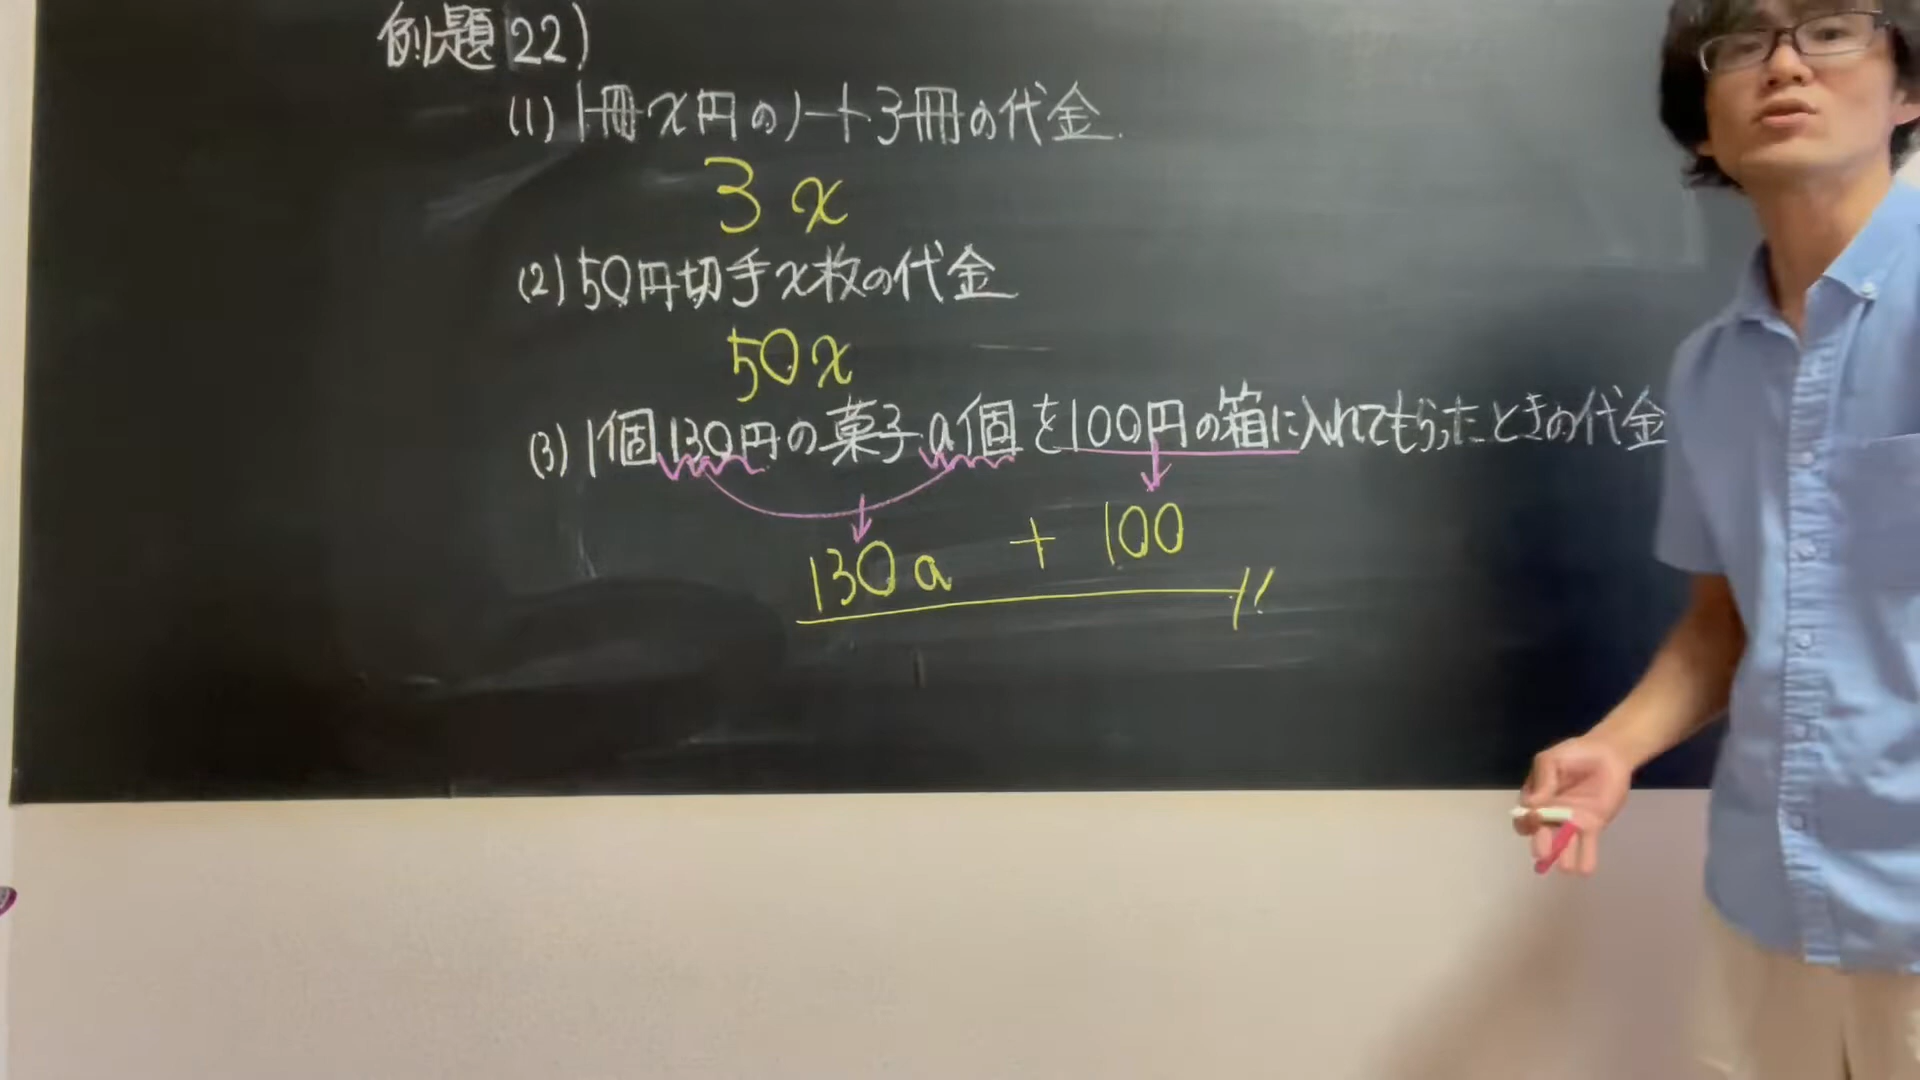 例題22)
(1) 1冊x円のノート3冊の代金.
3x
(2) 50円切手x枚の代金
50x
(3) 1個130円の菓子a個を100円の箱に入れてもらったときの代金
130a + 100